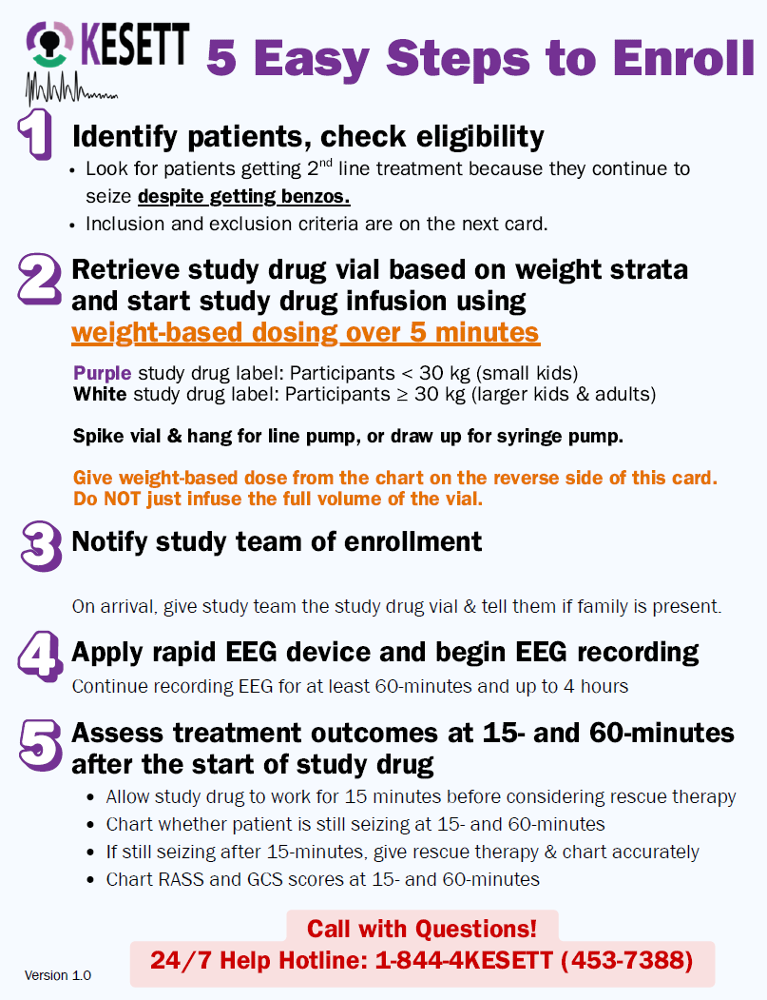 KESETT
5 Easy Steps to Enroll
1
Identify patients, check eligibility
• Look for patients getting 2nd line treatment because they continue to
seize despite getting benzos.
• Inclusion and exclusion criteria are on the next card.
2
Retrieve study drug vial based on weight strata
and start study drug infusion using
weight-based dosing over 5 minutes
Purple study drug label: Participants < 30 kg (small kids)
White study drug label: Participants ≥ 30 kg (larger kids & adults)
Spike vial & hang for line pump, or draw up for syringe pump.
Give weight-based dose from the chart on the reverse side of this card.
Do NOT just infuse the full volume of the vial.
3
Notify study team of enrollment
On arrival, give study team the study drug vial & tell them if family is present.
4
Apply rapid EEG device and begin EEG recording
Continue recording EEG for at least 60-minutes and up to 4 hours
5
Assess treatment outcomes at 15- and 60-minutes
after the start of study drug
• Allow study drug to work for 15 minutes before considering rescue therapy
• Chart whether patient is still seizing at 15- and 60-minutes
• If still seizing after 15-minutes, give rescue therapy & chart accurately
• Chart RASS and GCS scores at 15- and 60-minutes
Call with Questions!
24/7 Help Hotline: 1-844-4KESETT (453-7388)
Version 1.0